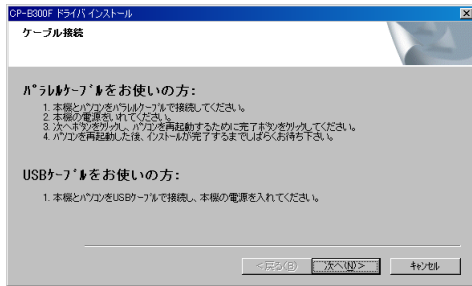 CP-B300F ドライバ インストール
ケーブル接続
ﾊﾟﾗﾚﾙｹｰﾌﾞﾙをお使いの方:
1. 本機とﾊﾟｿｺﾝをﾊﾟﾗﾚﾙｹｰﾌﾞﾙで接続してください。
2. 本機の電源をいれてください。
3. 次へﾎﾞﾀﾝをｸﾘｯｸし、ﾊﾟｿｺﾝを再起動するために完了ﾎﾞﾀﾝをｸﾘｯｸしてください。
4. ﾊﾟｿｺﾝを再起動した後、ｲﾝｽﾄｰﾙが完了するまでしばらくお待ち下さい。
USBｹｰﾌﾞﾙをお使いの方:
1. 本機とﾊﾟｿｺﾝをUSBｹｰﾌﾞﾙで接続し、本機の電源を入れてください。
<戻る(B) 次へ(N)> ｷｬﾝｾﾙ